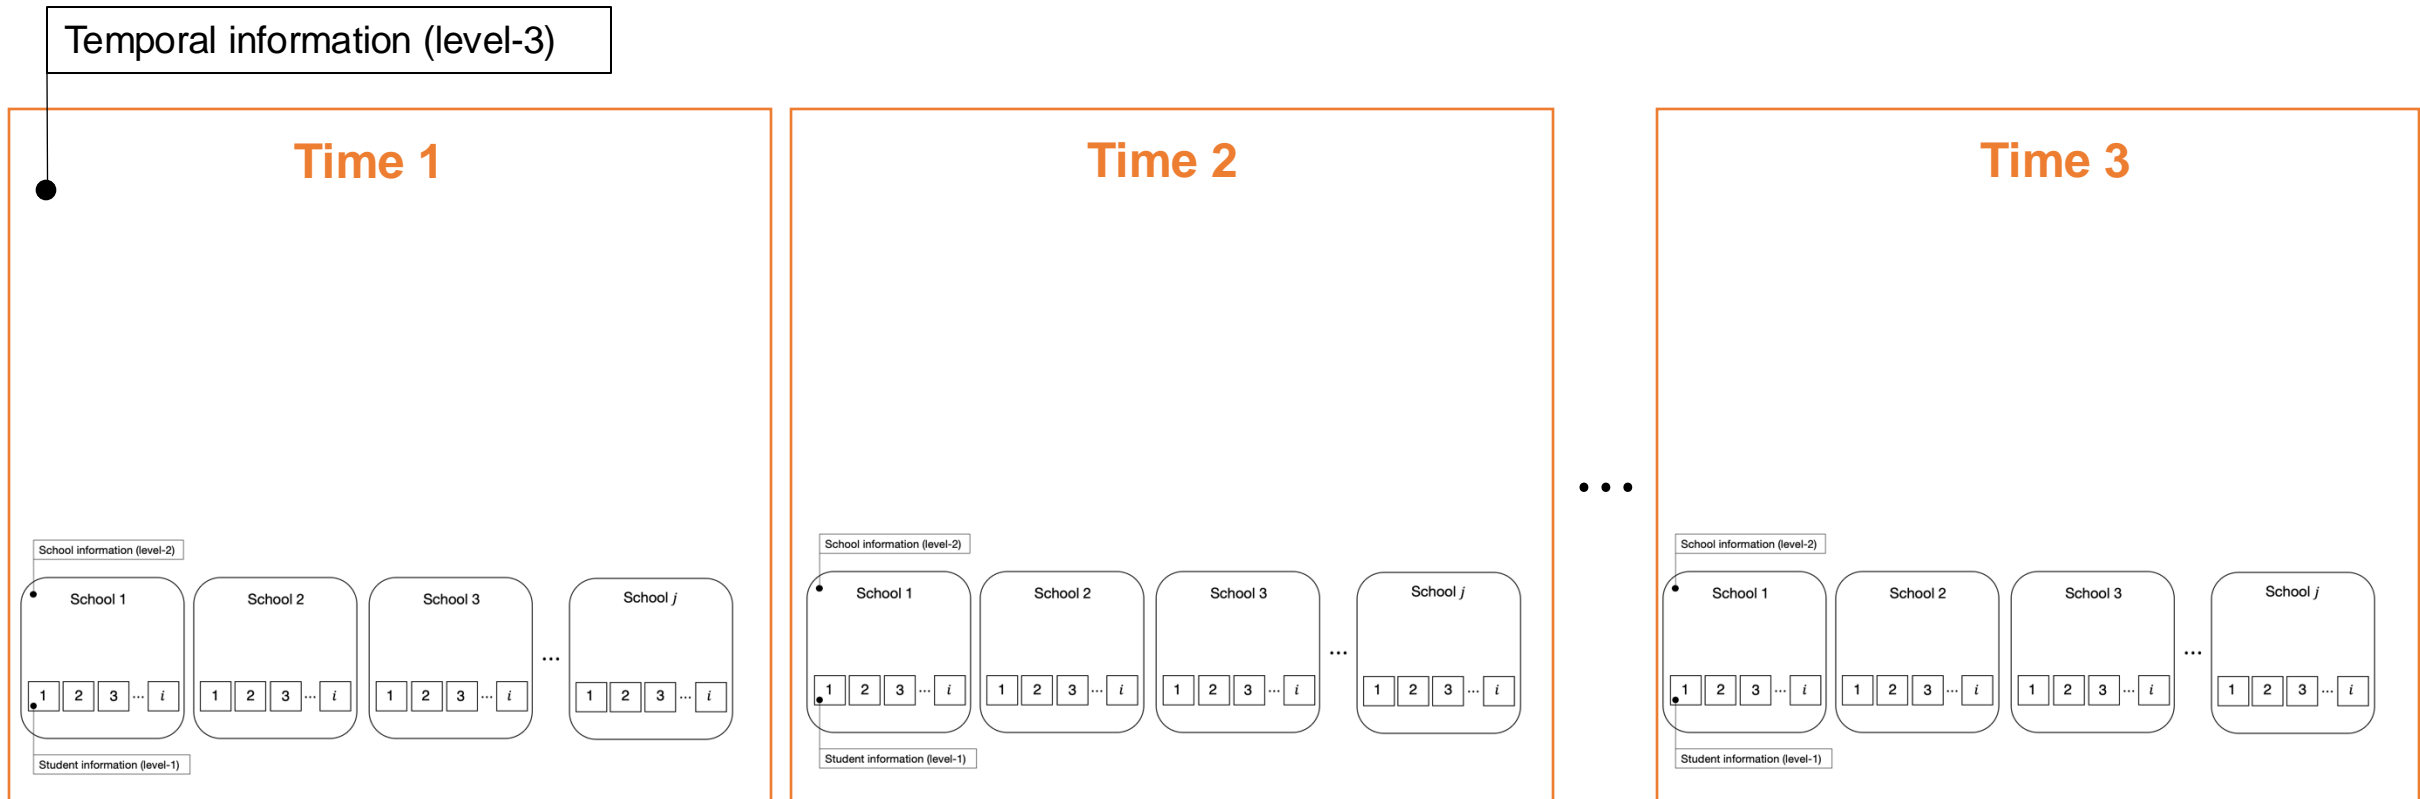 Temporal information (level-3)
Time 1
Time 2
Time 3
...
School information (level-2)
School 1
School 2
School 3
...
School j
1 2 3 ... i
1 2 3 ... i
1 2 3 ... i
1 2 3 ... i
Student information (level-1)
School information (level-2)
School 1
School 2
School 3
...
School j
1 2 3 ... i
1 2 3 ... i
1 2 3 ... i
1 2 3 ... i
Student information (level-1)
School information (level-2)
School 1
School 2
School 3
...
School j
1 2 3 ... i
1 2 3 ... i
1 2 3 ... i
1 2 3 ... i
Student information (level-1)